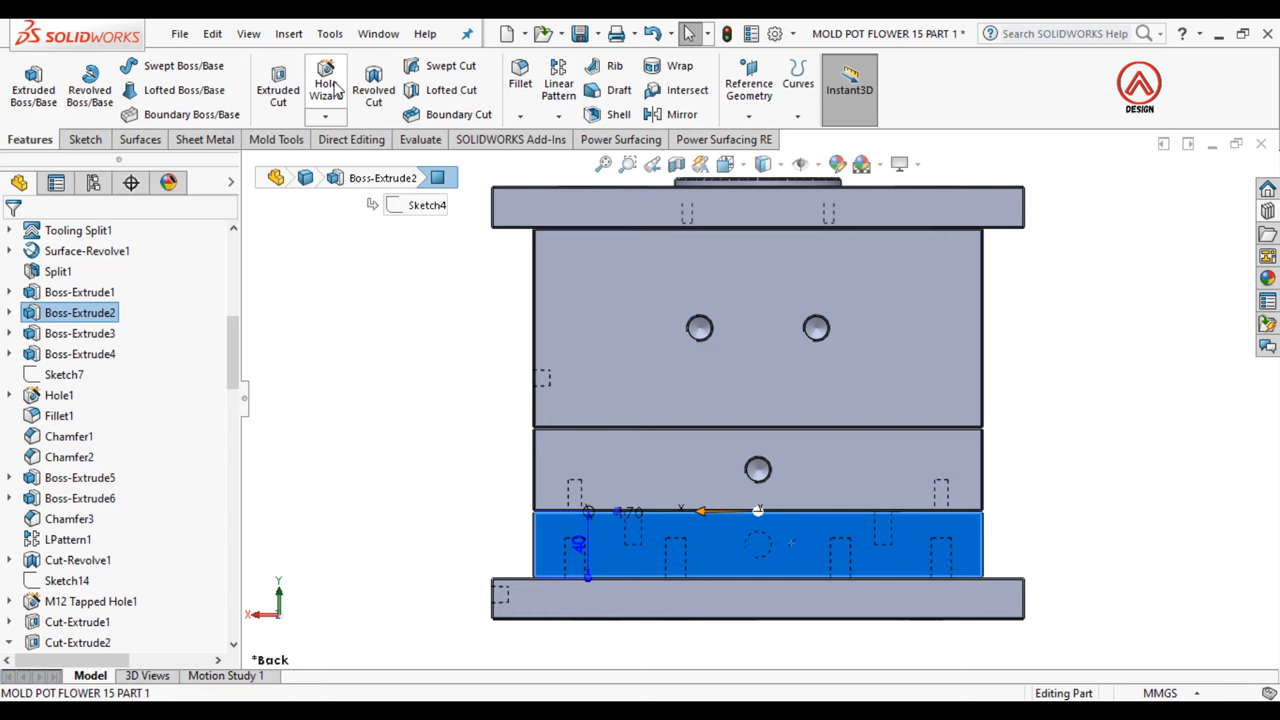 SOLIDWORKS
File Edit View Insert Tools Window Help
MOLD POT FLOWER 15 PART 1 *
Search SOLIDWORKS Help
Extruded Boss/Base
Revolved Boss/Base
Swept Boss/Base
Lofted Boss/Base
Boundary Boss/Base
Extruded Cut
Hole Wizard
Revolved Cut
Swept Cut
Lofted Cut
Boundary Cut
Fillet
Linear Pattern
Rib
Draft
Shell
Wrap
Intersect
Mirror
Reference Geometry
Curves
Instant3D
DESIGN
Features Sketch Surfaces Sheet Metal Mold Tools Direct Editing Evaluate SOLIDWORKS Add-Ins Power Surfacing Power Surfacing RE
Boss-Extrude2
Sketch4
Tooling Split1
Surface-Revolve1
Split1
Boss-Extrude1
Boss-Extrude2
Boss-Extrude3
Boss-Extrude4
Sketch7
Hole1
Fillet1
Chamfer1
Chamfer2
Boss-Extrude5
Boss-Extrude6
Chamfer3
LPattern1
Cut-Revolve1
Sketch14
M12 Tapped Hole1
Cut-Extrude1
Cut-Extrude2
40
X
Y
X
*Back
Model 3D Views Motion Study 1
MOLD POT FLOWER 15 PART 1
Editing Part
MMGS